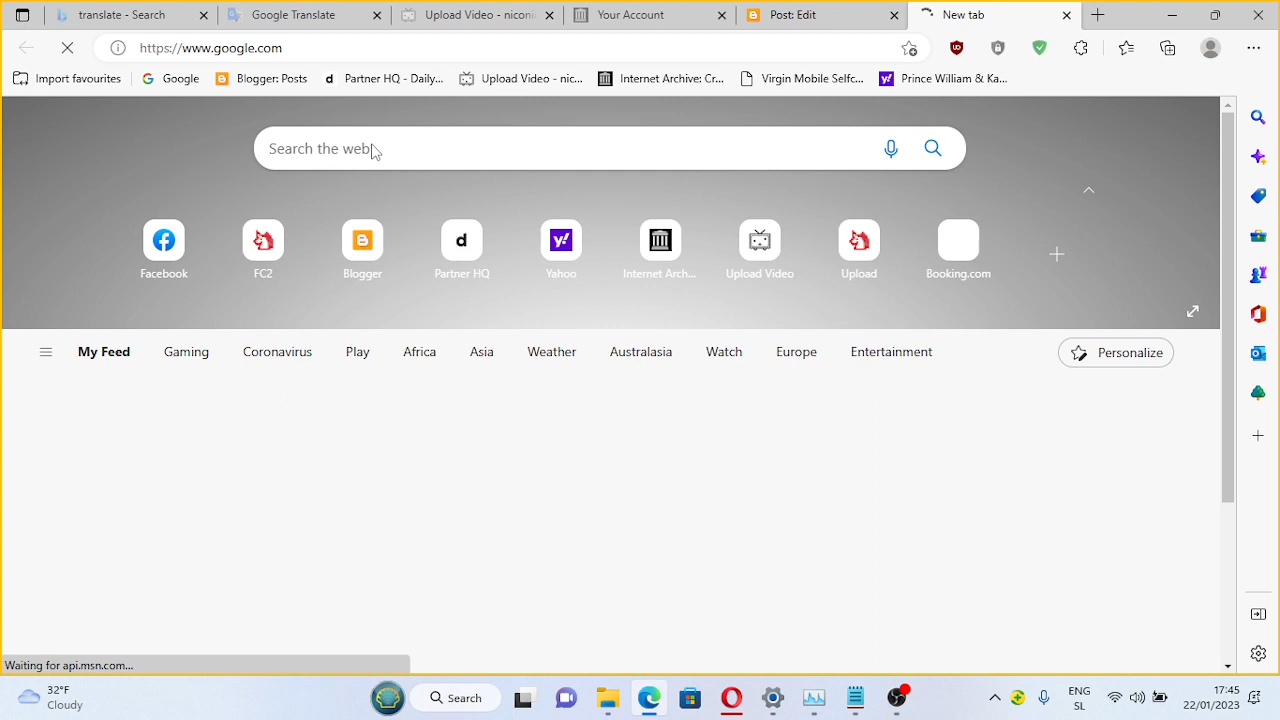 translate - Search
Google Translate
Upload Video - niconi
Your Account
Post: Edit
New tab
https://www.google.com
Import favourites
Google
Blogger: Posts
Partner HQ - Daily...
Upload Video - nic...
Internet Archive: Cr...
Virgin Mobile Selfc...
Prince William & Ka...
Search the web
Facebook
FC2
Blogger
Partner HQ
Yahoo
Internet Arch...
Upload Video
Upload
Booking.com
My Feed
Gaming
Coronavirus
Play
Africa
Asia
Weather
Australasia
Watch
Europe
Entertainment
Personalize
Waiting for api.msn.com...
32°F
Cloudy
Search
ENG
SL
17:45
22/01/2023